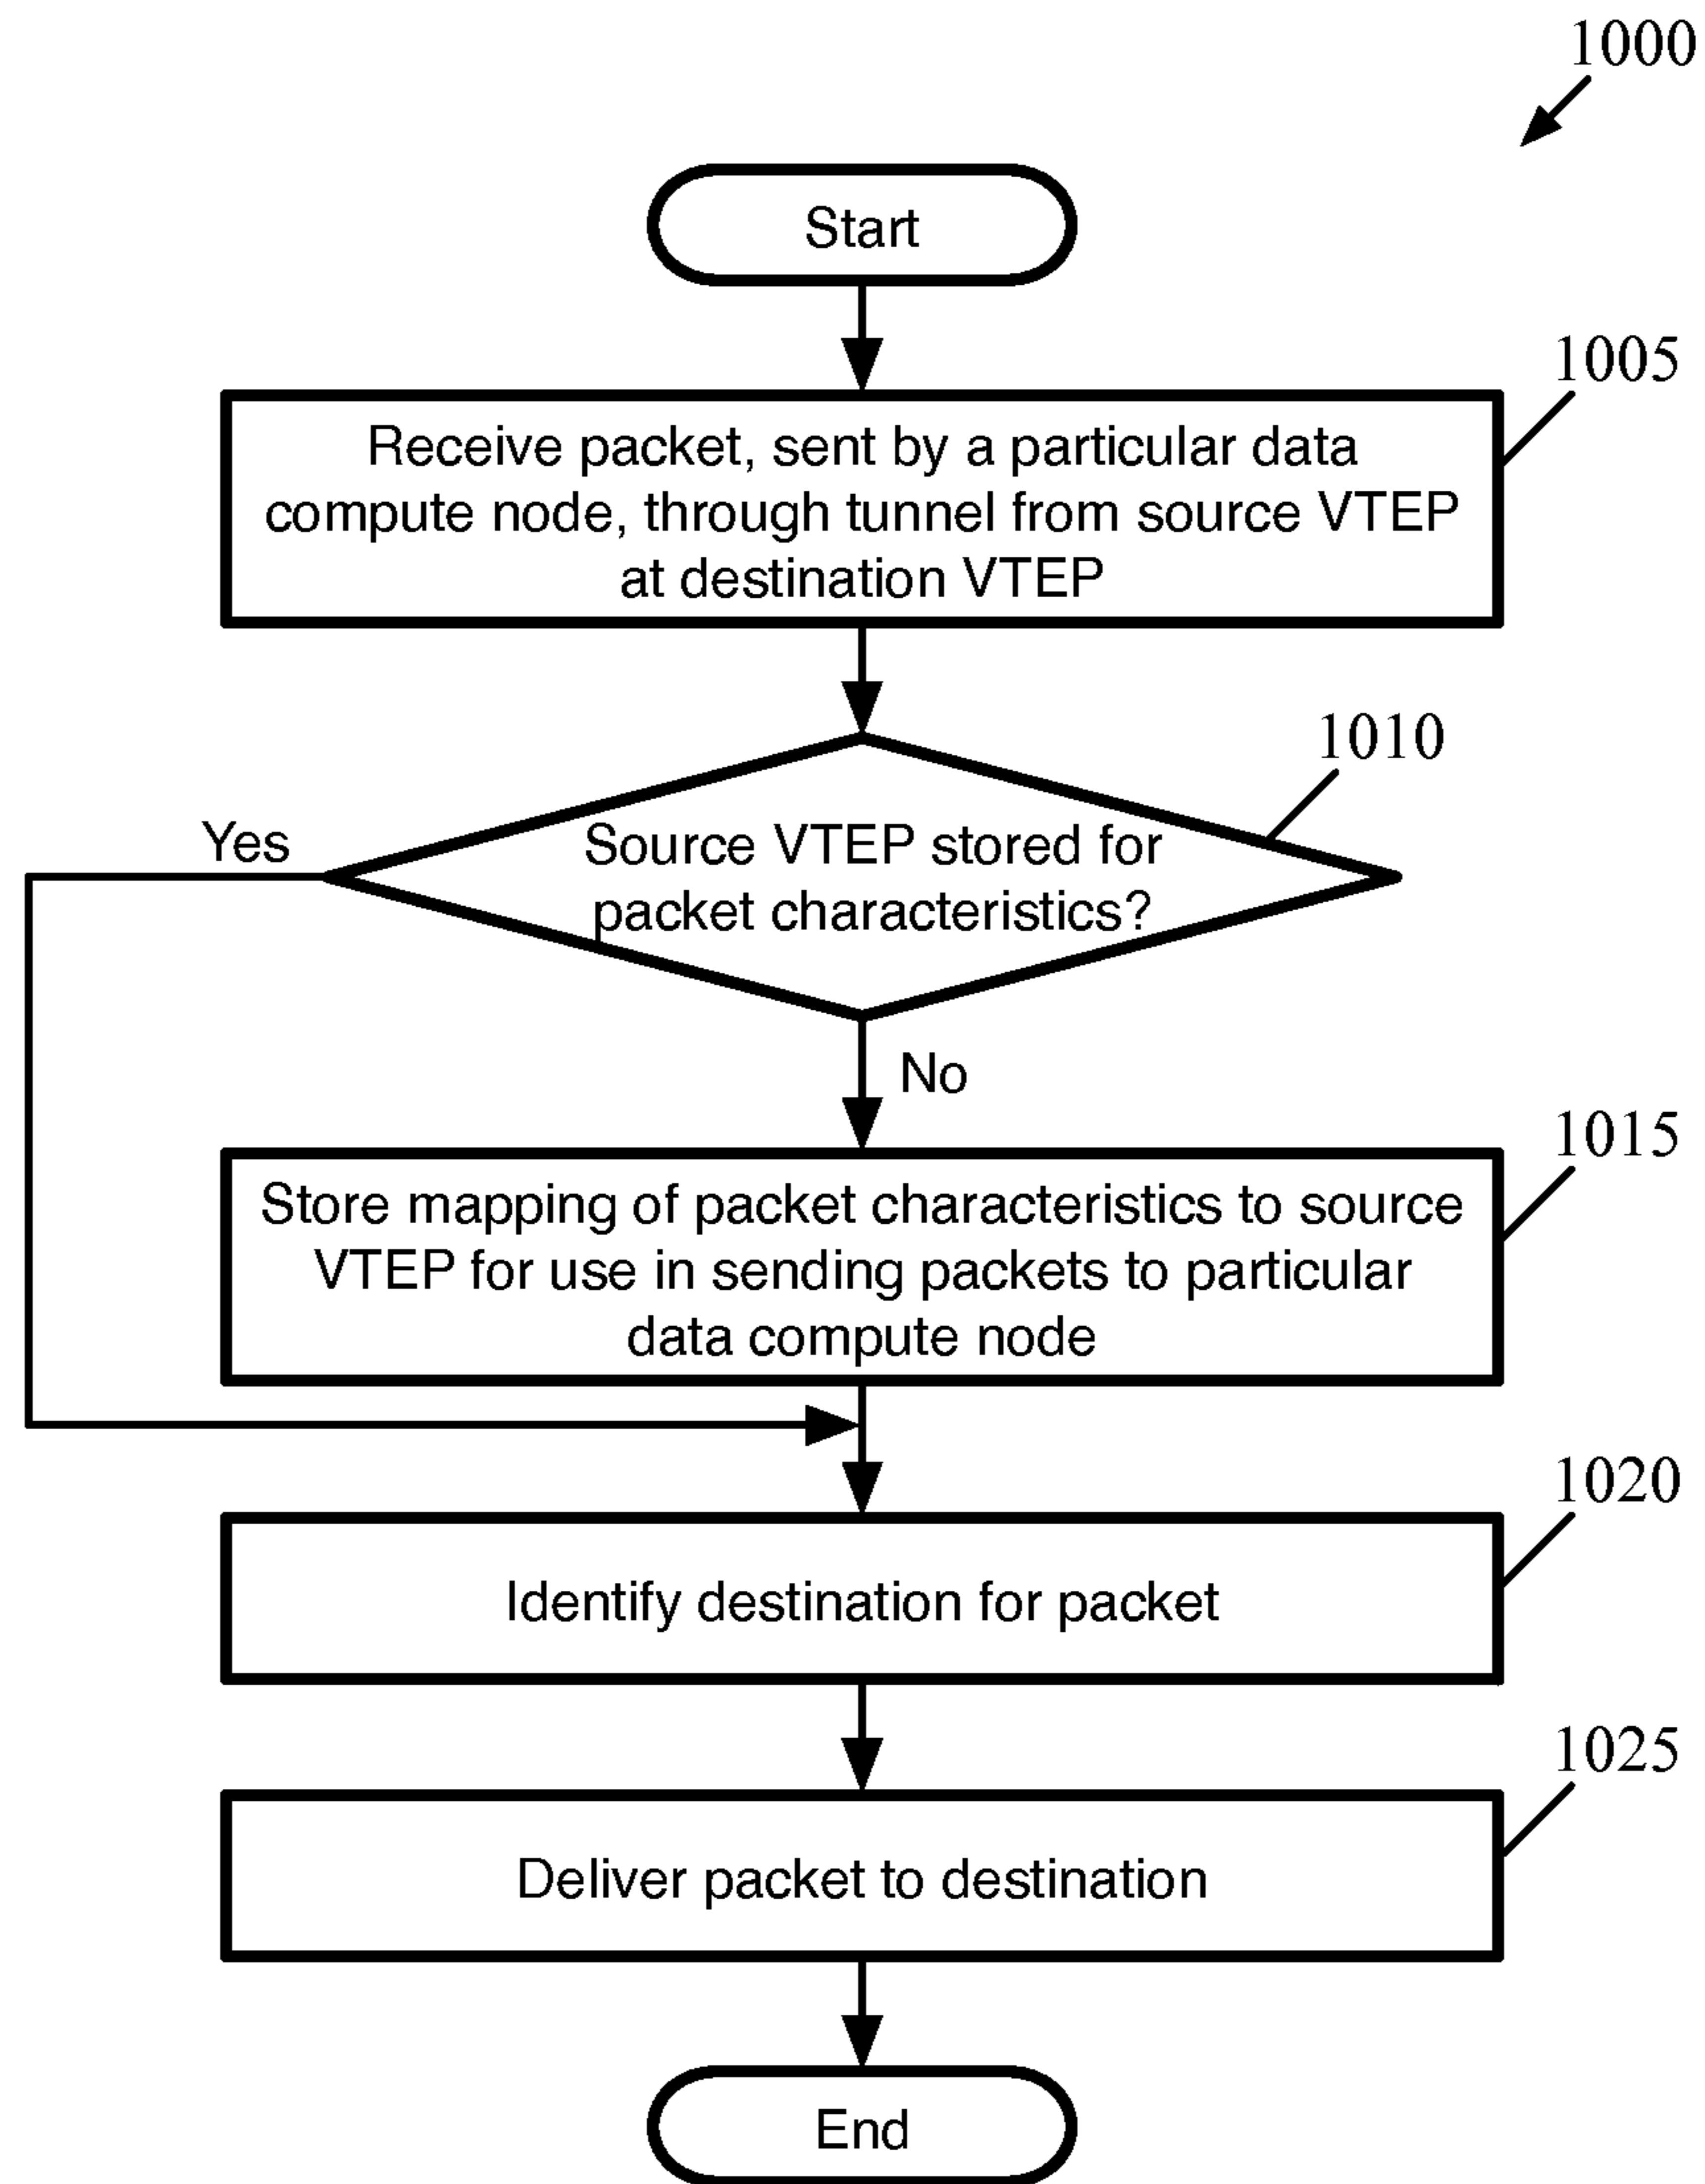 1000
Start
1005
Receive packet, sent by a particular data
compute node, through tunnel from source VTEP
at destination VTEP
1010
Yes
Source VTEP stored for
packet characteristics?
No
1015
Store mapping of packet characteristics to source
VTEP for use in sending packets to particular
data compute node
1020
Identify destination for packet
1025
Deliver packet to destination
End